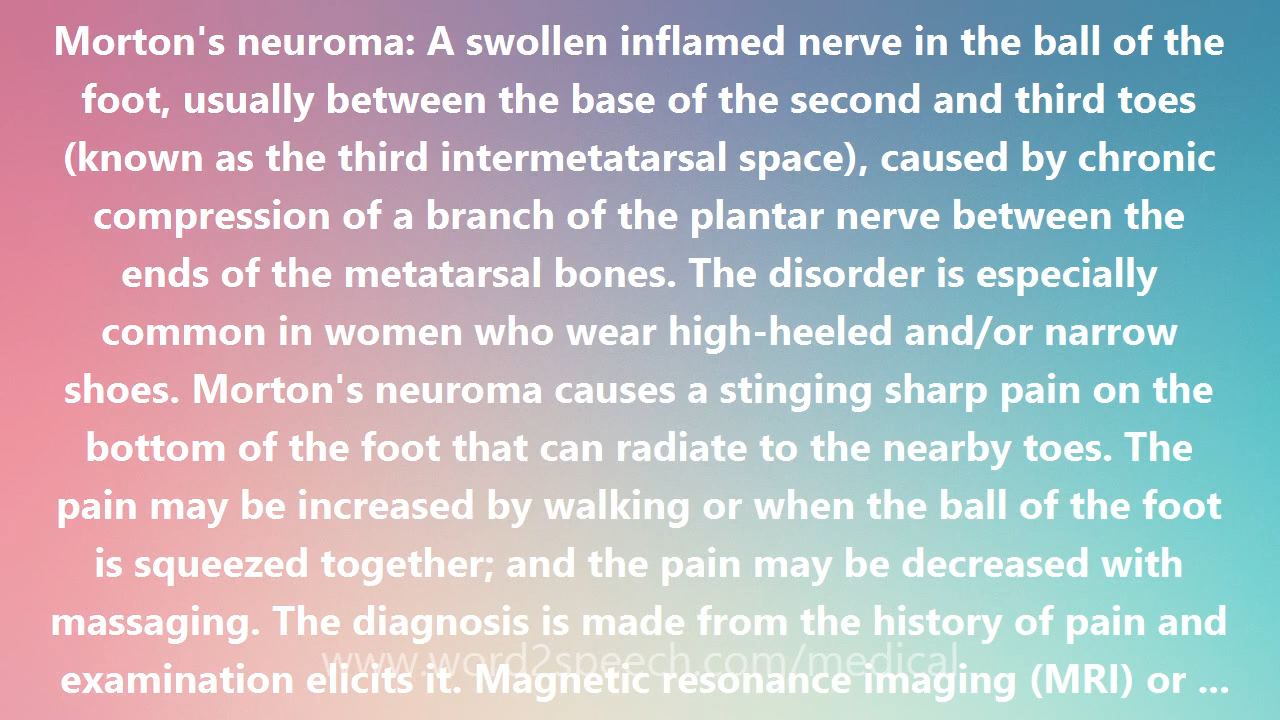 Morton's neuroma: A swollen inflamed nerve in the ball of the
foot, usually between the base of the second and third toes
(known as the third intermetatarsal space), caused by chronic
compression of a branch of the plantar nerve between the
ends of the metatarsal bones. The disorder is especially
common in women who wear high-heeled and/or narrow
shoes. Morton's neuroma causes a stinging sharp pain on the
bottom of the foot that can radiate to the nearby toes. The
pain may be increased by walking or when the ball of the foot
is squeezed together; and the pain may be decreased with
massaging. The diagnosis is made from the history of pain and
www.word2speech.com/medical
examination elicits it. Magnetic resonance imaging (MRI) or ...